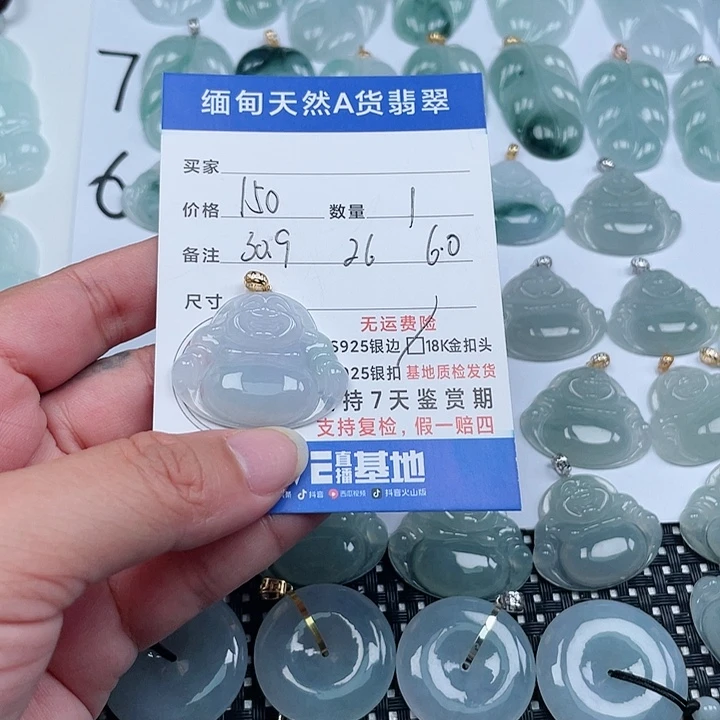 7
6
缅甸天然A货翡翠
买家
价格 150 数量 1
备注 30.9 26 6.0
尺寸
无运费险
S925银边 18K金扣头
925银扣 基地质检发货
持7天鉴赏期
支持复检，假一赔四
直播基地
抖音 西瓜视频 抖音火山版